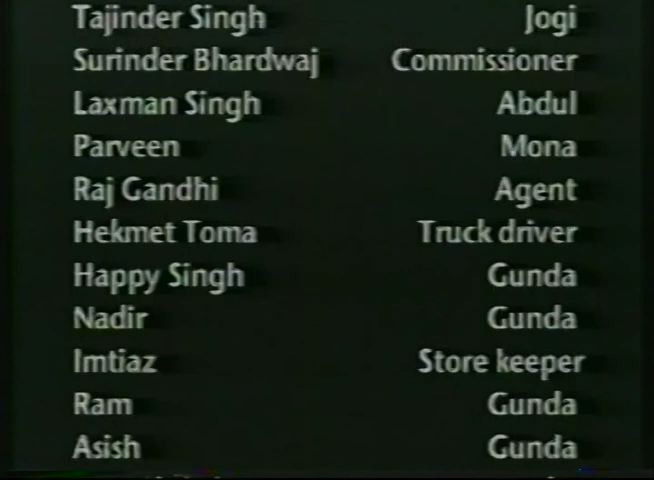 Tajinder Singh Jogi
Surinder Bhardwaj Commissioner
Laxman Singh Abdul
Parveen Mona
Raj Gandhi Agent
Hekmet Toma Truck driver
Happy Singh Gunda
Nadir Gunda
Imtiaz Store keeper
Ram Gunda
Asish Gunda